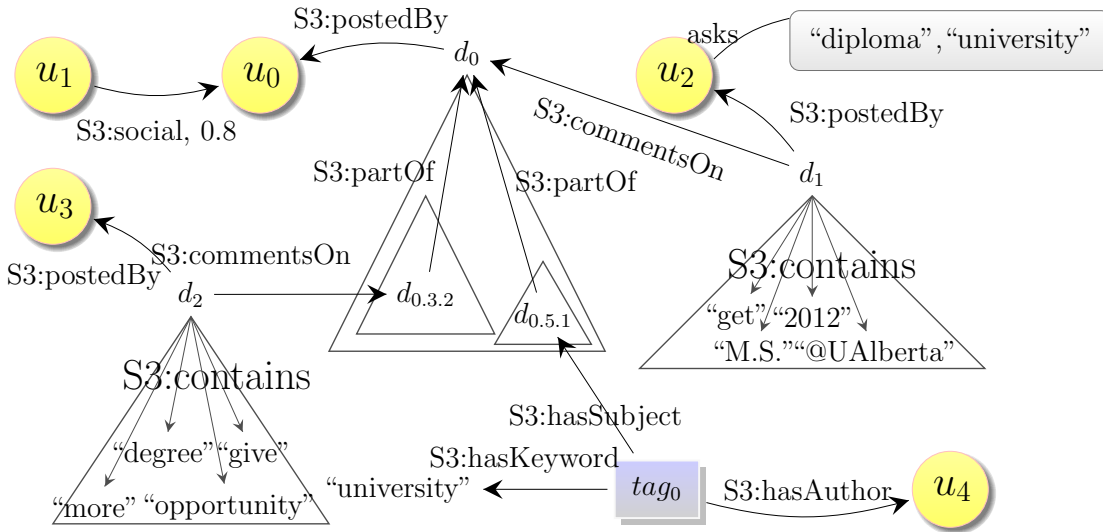 S3:postedBy
asks
“diploma”,“university”
u1
u0
d0
u2
S3:social, 0.8
S3:commentsOn
S3:postedBy
S3:partOf
S3:partOf
d1
u3
S3:commentsOn
S3:postedBy
S3:contains
d2
d0.3.2
d0.5.1
“get” “2012”
“M.S.”“@UAlberta”
S3:contains
S3:hasSubject
“degree”“give”
S3:hasKeyword
“more” “opportunity”
“university”
tag0
S3:hasAuthor
u4